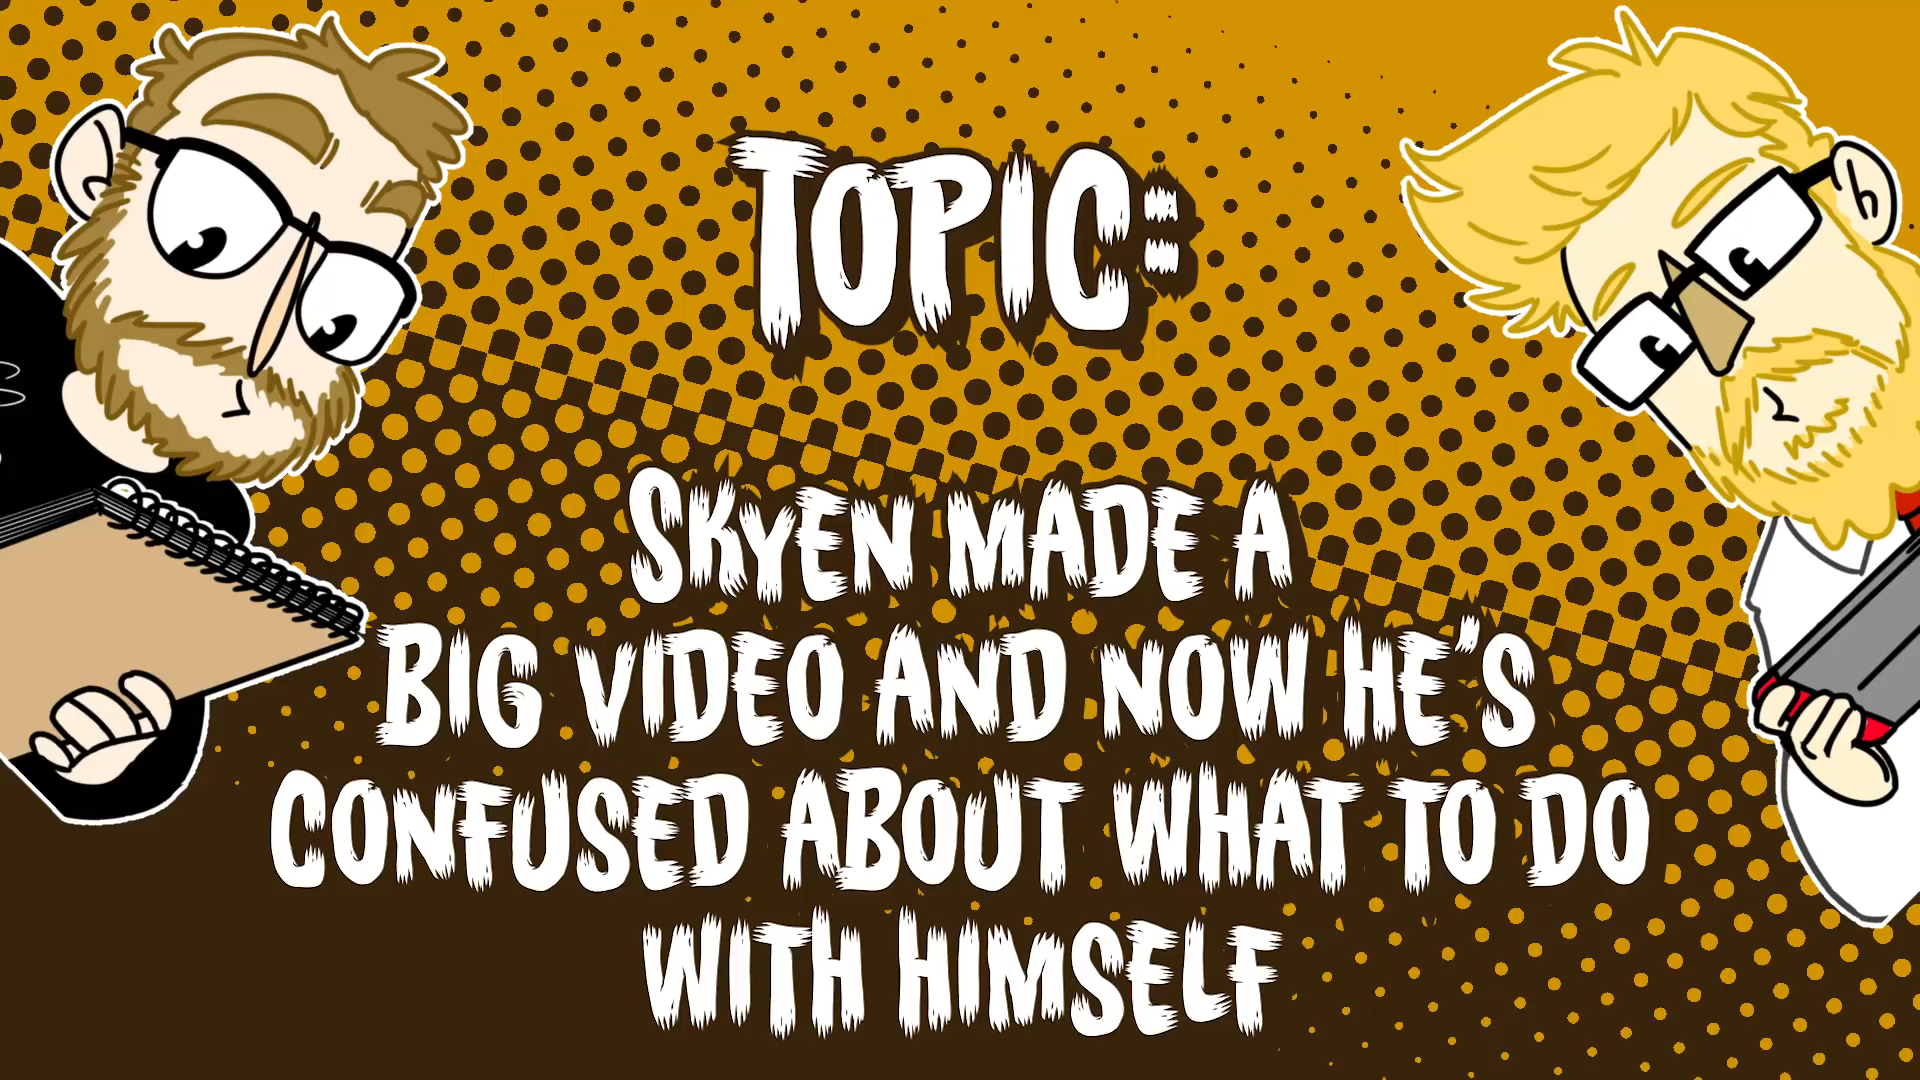 TOPIC:
SKYEN MADE A
BIG VIDEO AND NOW HE'S
CONFUSED ABOUT WHAT TO DO
WITH HIMSELF